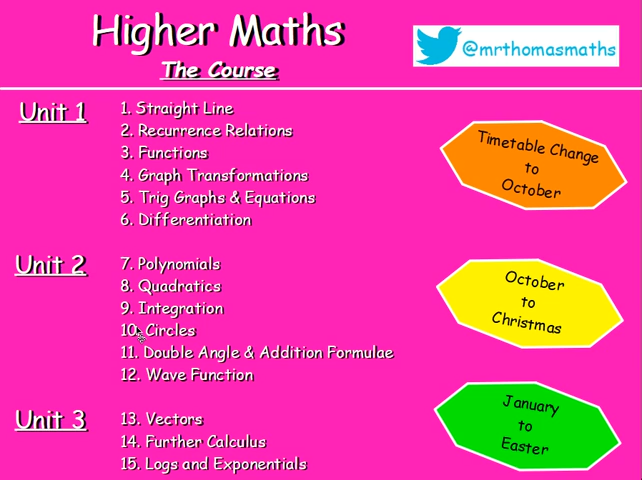 Higher Maths
The Course
@mrthomasmaths
Unit 1
1. Straight Line
2. Recurrence Relations
3. Functions
4. Graph Transformations
5. Trig Graphs & Equations
6. Differentiation
Timetable Change
to
October
Unit 2
7. Polynomials
8. Quadratics
9. Integration
10. Circles
11. Double Angle & Addition Formulae
12. Wave Function
October
to
Christmas
Unit 3
13. Vectors
14. Further Calculus
15. Logs and Exponentials
January
to
Easter